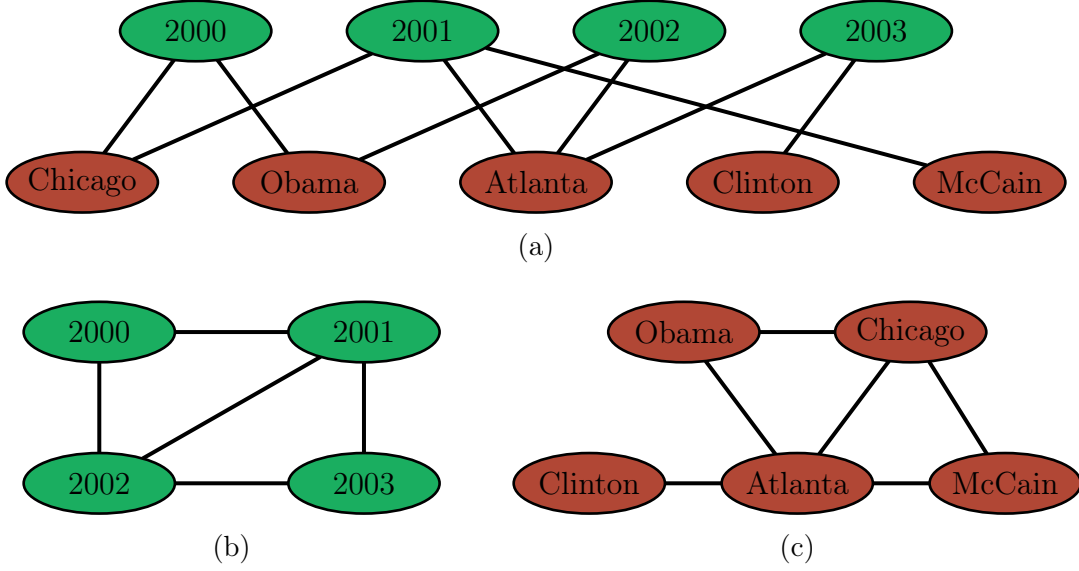 2000 2001 2002 2003
Chicago Obama Atlanta Clinton McCain
(a)
2000 2001
2002 2003
(b)
Obama Chicago
Clinton Atlanta McCain
(c)